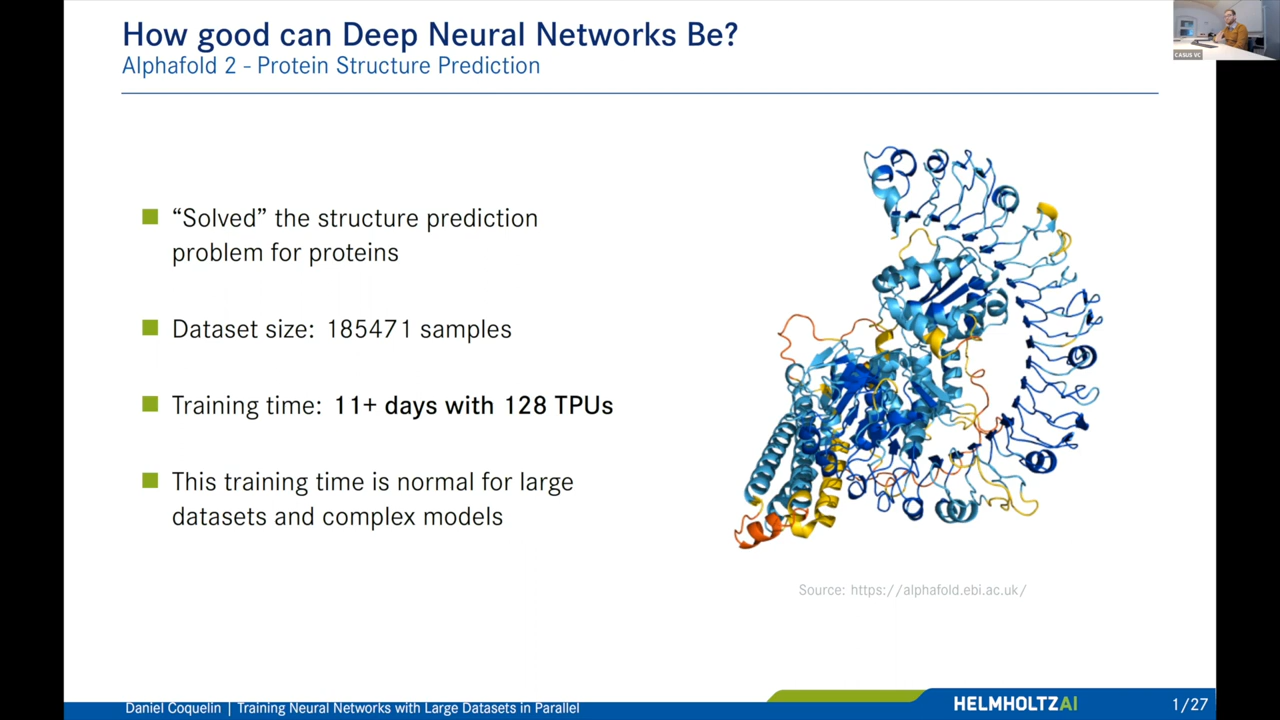 How good can Deep Neural Networks Be?
Alphafold 2 - Protein Structure Prediction
CASUS VC
“Solved” the structure prediction
problem for proteins
Dataset size: 185471 samples
Training time: 11+ days with 128 TPUs
This training time is normal for large
datasets and complex models
Source: https://alphafold.ebi.ac.uk/
Daniel Coquelin | Training Neural Networks with Large Datasets in Parallel
HELMHOLTZAI
1/27